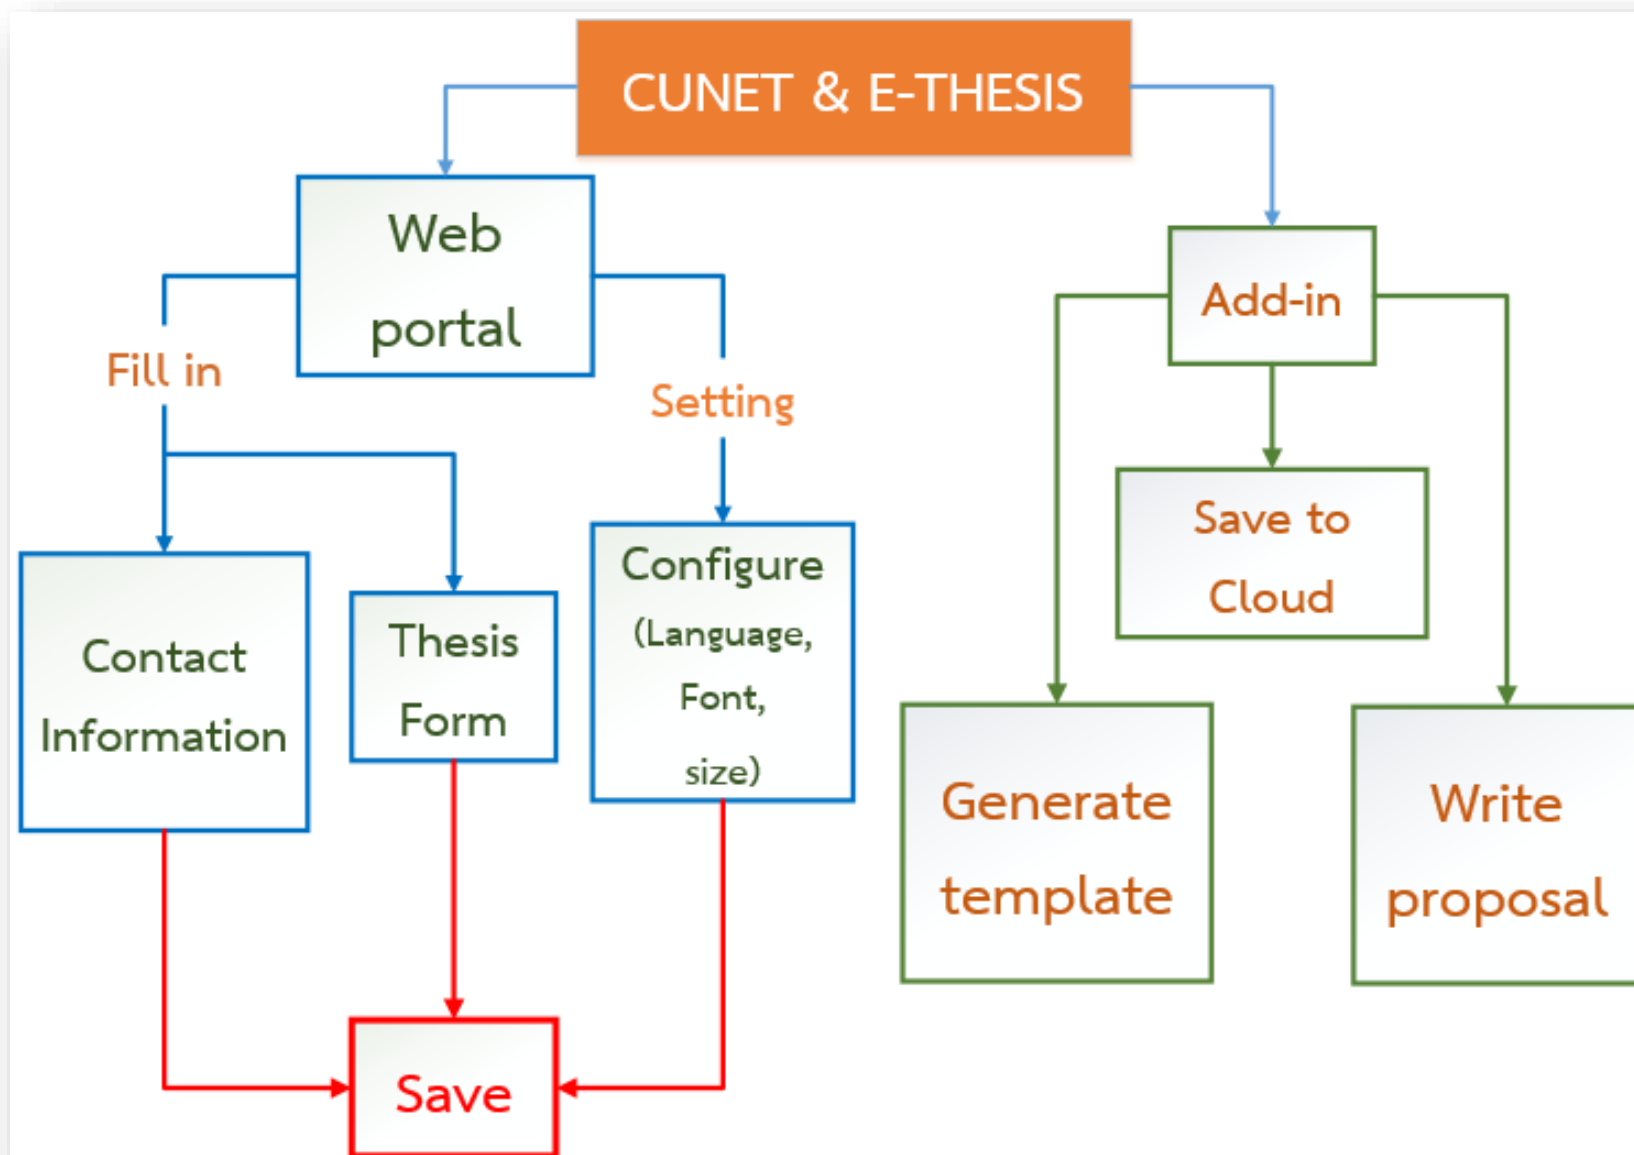 CUNET & E-THESIS
Web
portal
Fill in
Setting
Contact
Information
Thesis
Form
Configure
(Language,
Font,
size)
Save
Add-in
Save to
Cloud
Generate
template
Write
proposal